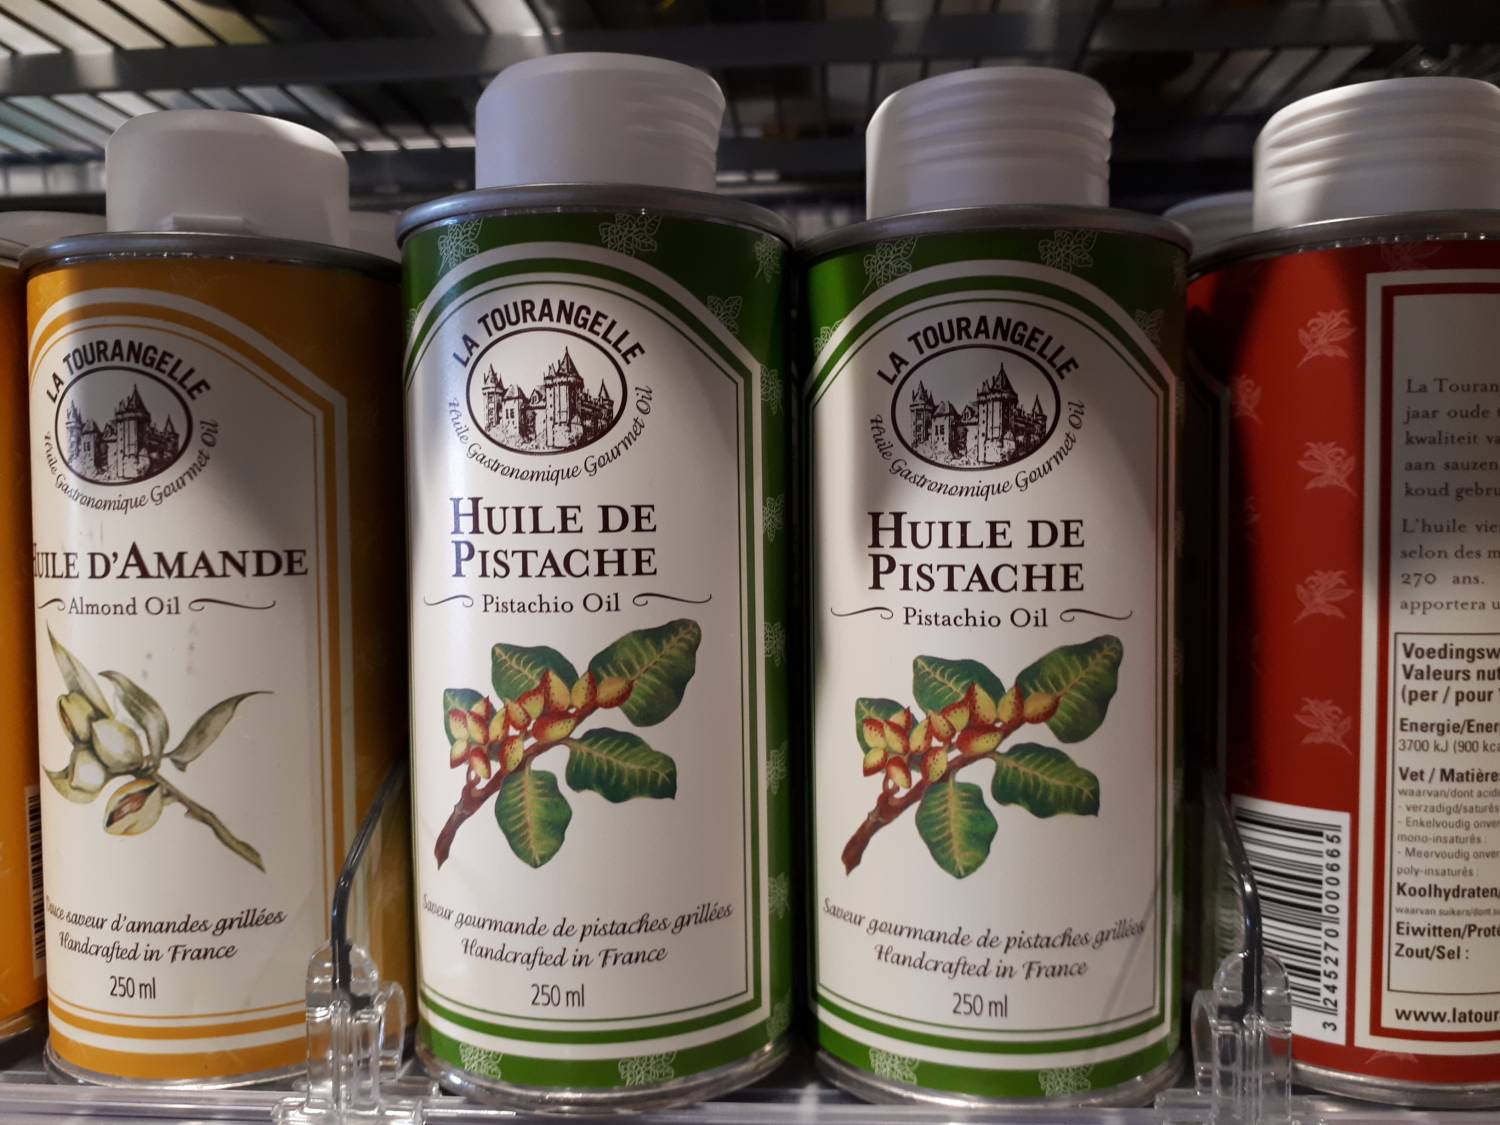 LA TOURANGELLE
Huile Gastronomique Gourmet Oil
HUILE D'AMANDE
Almond Oil
Douce saveur d'amandes grillées
Handcrafted in France
250 ml
LA TOURANGELLE
Huile Gastronomique Gourmet Oil
HUILE DE
PISTACHE
Pistachio Oil
Saveur gourmande de pistaches grillées
Handcrafted in France
250 ml
LA TOURANGELLE
Huile Gastronomique Gourmet Oil
HUILE DE
PISTACHE
Pistachio Oil
Saveur gourmande de pistaches grillées
Handcrafted in France
250 ml
La Touran
jaar oude
kwaliteit va
aan sauzen
koud gebru
L'huile vie
selon des m
270 ans.
apportera u
Voedingsw
Valeurs nut
(per / pour
Energie/Ener
3700 kJ (900 kca
Vet / Matière
waarvan/dont acid
- verzadigd/saturés
- Enkelvoudig onver
mono-insaturés :
- Meervoudig onver
poly-insaturés :
Koolhydraten/
waarvan suikers/dont su
Eiwitten/Proté
Zout/Sel :
www.latour
3 245270 000665